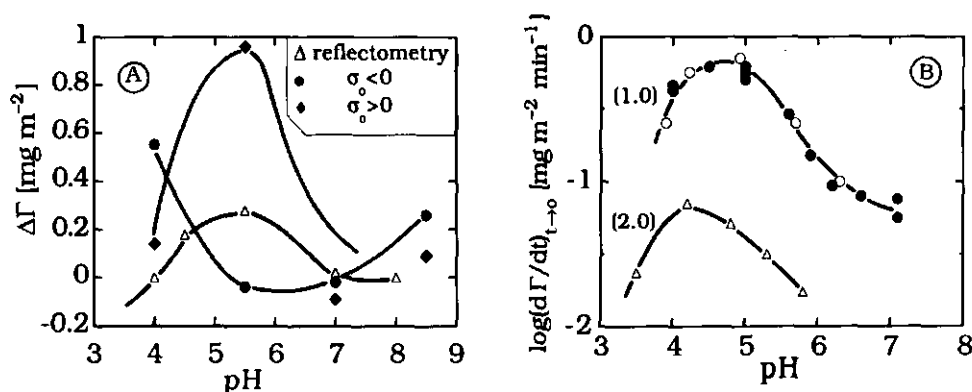 A
Δ reflectometry
● σ₀<0
◆ σ₀>0
ΔΓ [mg m⁻²]
1
0.8
0.6
0.4
0.2
0
-0.2
3 4 5 6 7 8 9
pH
B
(1.0)
(2.0)
log(dΓ/dt)t→o [mg m⁻² min⁻¹]
-0
-1
-2
3 4 5 6 7 8
pH